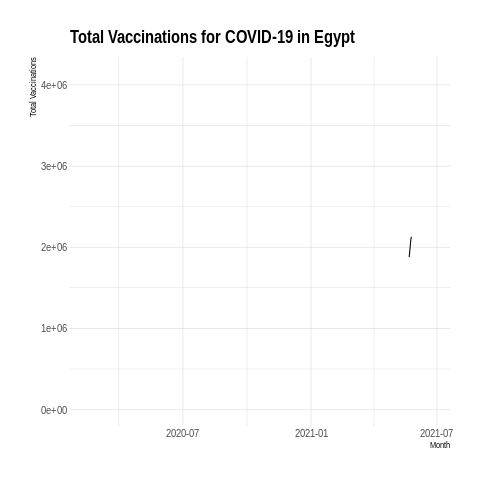 Total Vaccinations for COVID-19 in Egypt
Total Vaccinations
4e+06
3e+06
2e+06
1e+06
0e+00
2020-07 2021-01 2021-07
Month